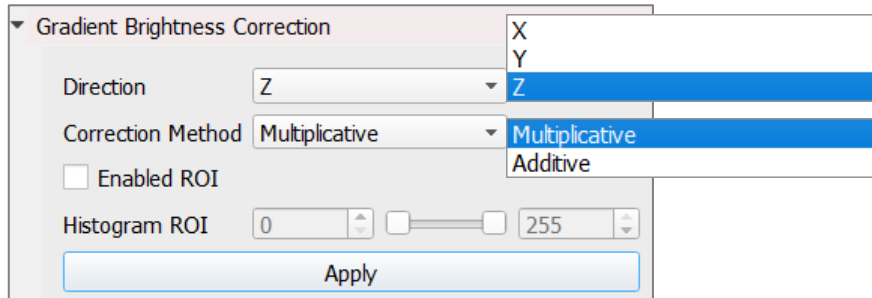 Gradient Brightness Correction
X
Y
Z
Direction Z
Correction Method Multiplicative
Multiplicative
Additive
Enabled ROI
Histogram ROI 0 255
Apply